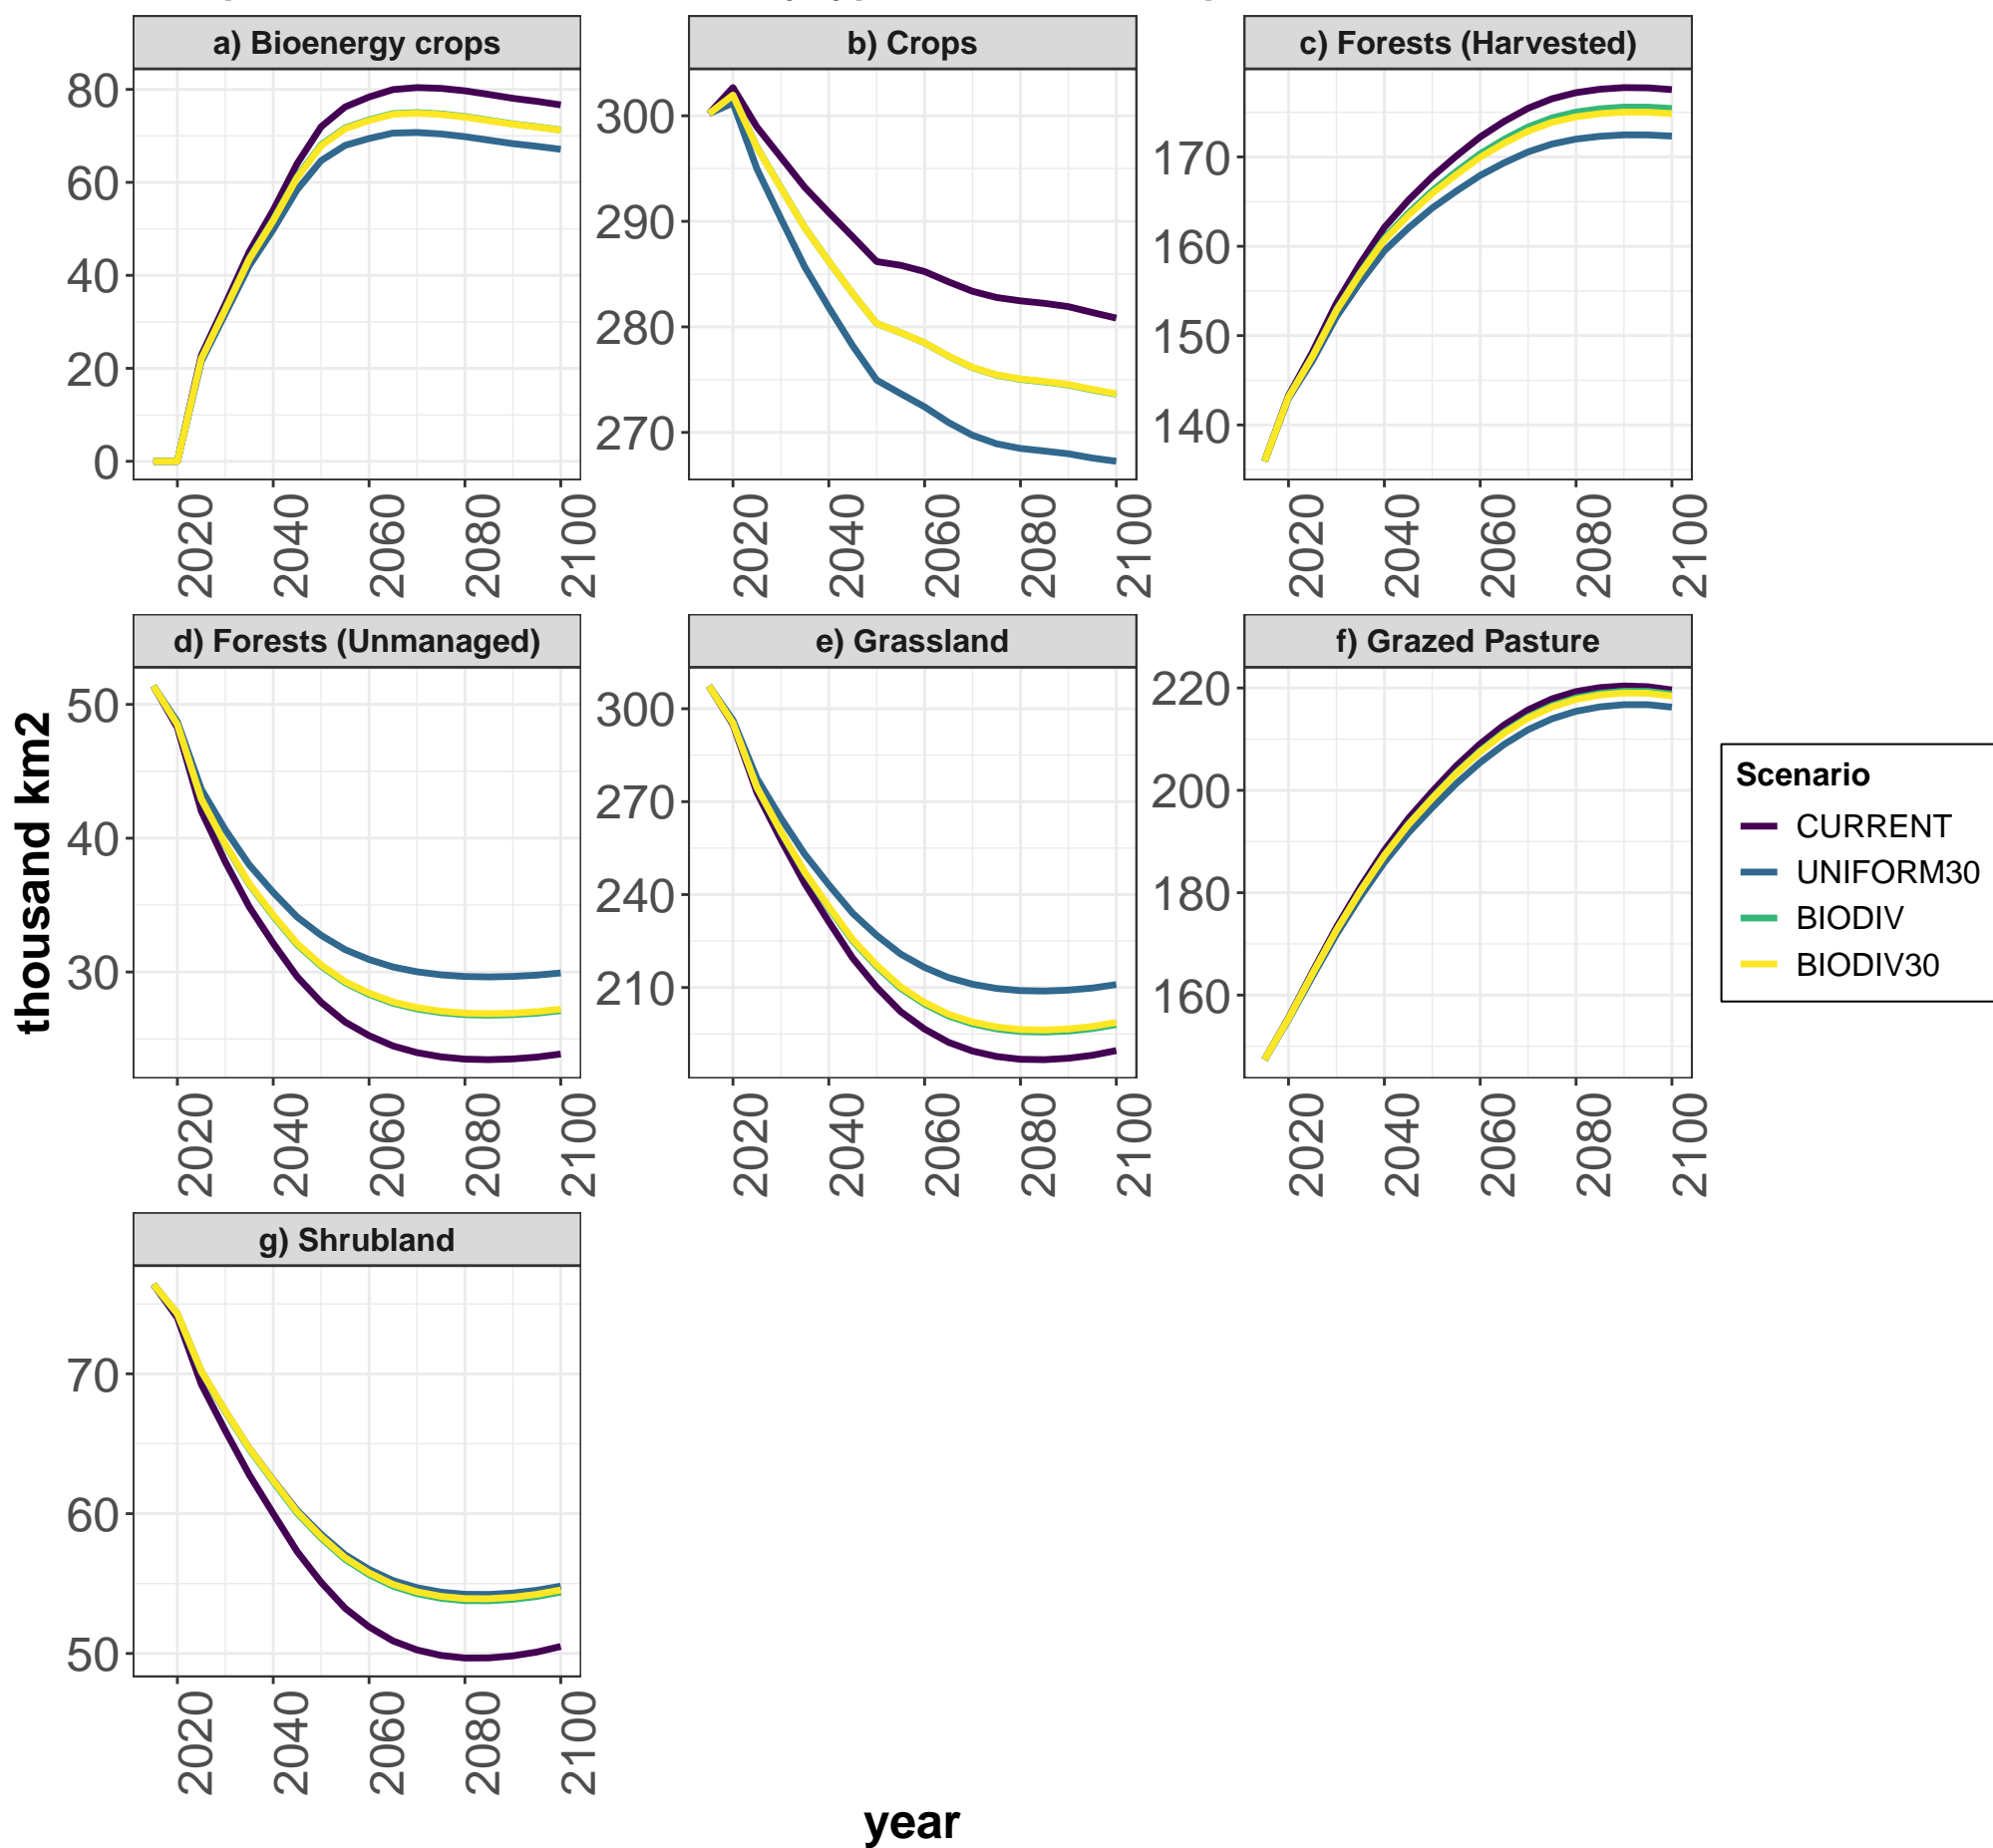 a) Bioenergy crops
b) Crops
c) Forests (Harvested)
80
60
40
20
0
300
290
280
270
170
160
150
140
2020 2040 2060 2080 2100
2020 2040 2060 2080 2100
2020 2040 2060 2080 2100
d) Forests (Unmanaged)
e) Grassland
f) Grazed Pasture
50
40
30
300
270
240
210
220
200
180
160
2020 2040 2060 2080 2100
2020 2040 2060 2080 2100
2020 2040 2060 2080 2100
g) Shrubland
70
60
50
2020 2040 2060 2080 2100
thousand km2
year
Scenario
CURRENT
UNIFORM30
BIODIV
BIODIV30